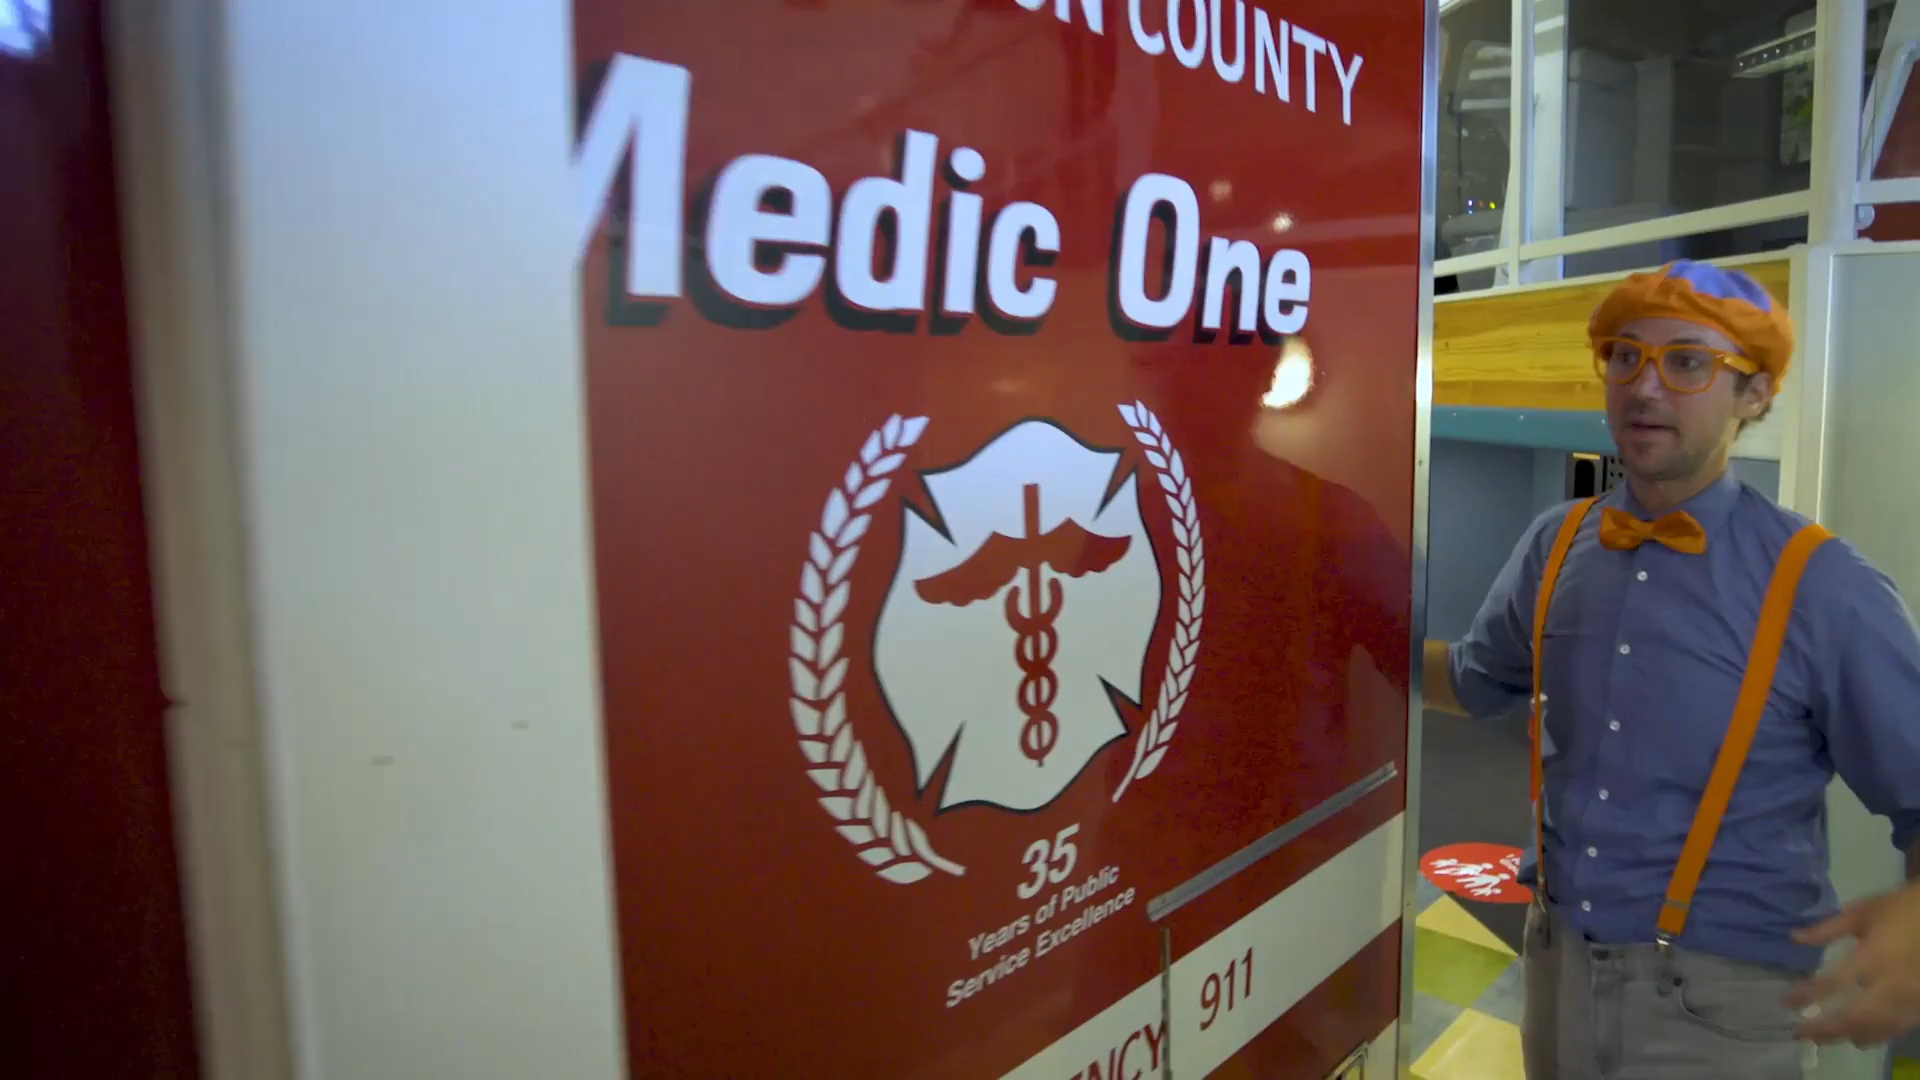 COUNTY
Medic One
35
Years of Public
Service Excellence
911